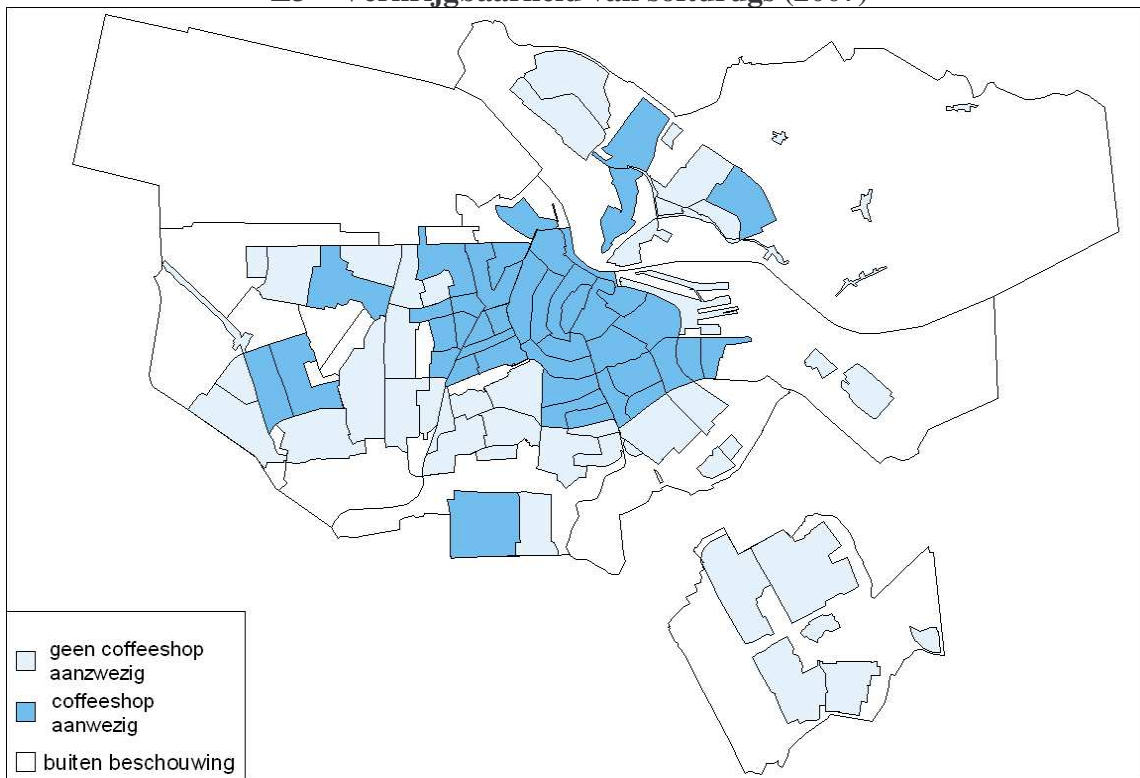 geen coffeeshop
aanzwezig
coffeeshop
aanwezig
buiten beschouwing